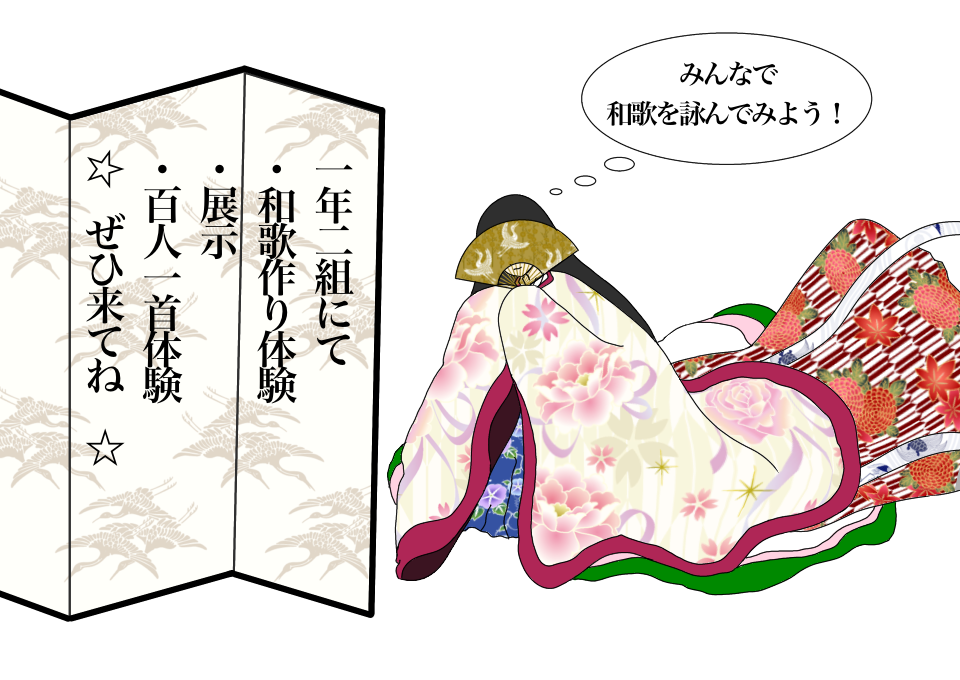 みんなで
和歌を詠んでみよう！
一年二組にて
・和歌作り体験
・展示
・百人一首体験
☆　ぜひ来てね　☆